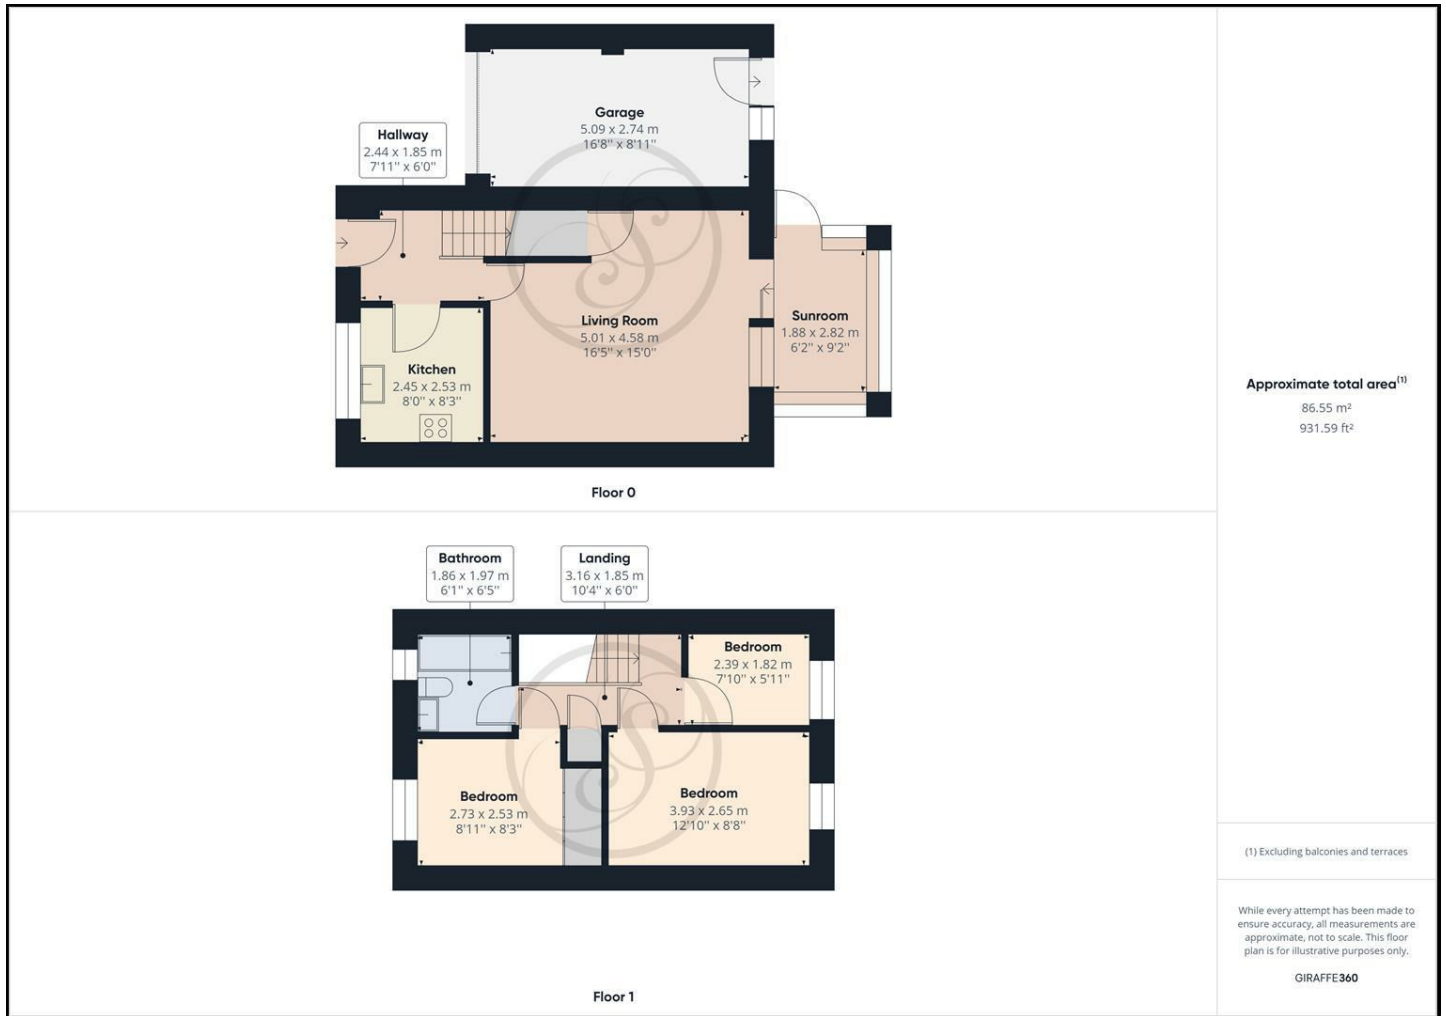 Garage
5.09 x 2.74 m
16'8" x 8'11"
Hallway
2.44 x 1.85 m
7'11" x 6'0"
Living Room
5.01 x 4.58 m
16'5" x 15'0"
Sunroom
1.88 x 2.82 m
6'2" x 9'2"
Kitchen
2.45 x 2.53 m
8'0" x 8'3"
Floor 0
Bathroom
1.86 x 1.97 m
6'1" x 6'5"
Landing
3.16 x 1.85 m
10'4" x 6'0"
Bedroom
2.39 x 1.82 m
7'10" x 5'11"
Bedroom
2.73 x 2.53 m
8'11" x 8'3"
Bedroom
3.93 x 2.65 m
12'10" x 8'8"
Floor 1
Approximate total area(1)
86.55 m²
931.59 ft²
(1) Excluding balconies and terraces
While every attempt has been made to
ensure accuracy, all measurements are
approximate, not to scale. This floor
plan is for illustrative purposes only.
GIRAFFE360